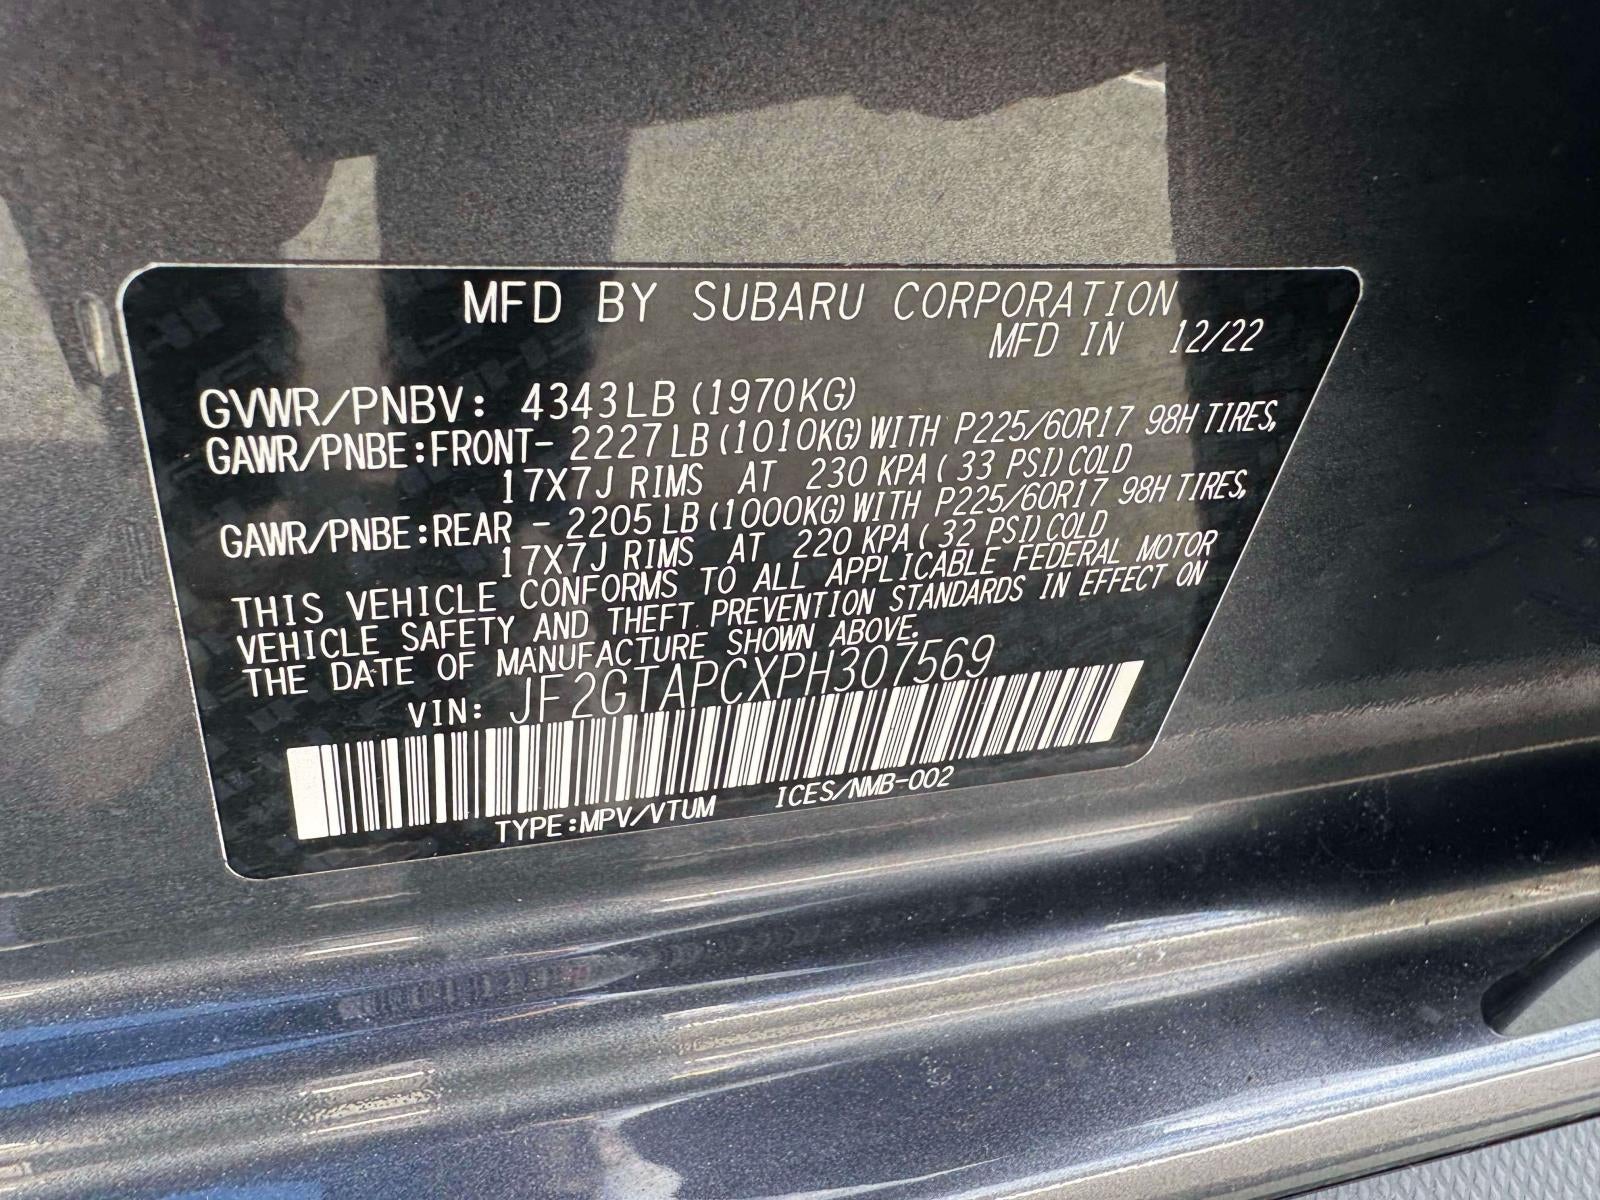 MFD BY SUBARU CORPORATION
MFD IN 12/22
GVWR/PNBV: 4343LB (1970KG)
GAWR/PNBE:FRONT- 2227LB (1010KG) WITH P225/60R17 98H TIRES,
17X7J RIMS AT 230 KPA ( 33 PSI) COLD
GAWR/PNBE:REAR - 2205LB (1000KG) WITH P225/60R17 98H TIRES,
17X7J RIMS AT 220 KPA ( 32 PSI) COLD
THIS VEHICLE CONFORMS TO ALL APPLICABLE FEDERAL MOTOR
VEHICLE SAFETY AND THEFT PREVENTION STANDARDS IN EFFECT ON
THE DATE OF MANUFACTURE SHOWN ABOVE.
VIN: JF2GTAPCXPH307569
TYPE:MPV/VTUM ICES/NMB-002